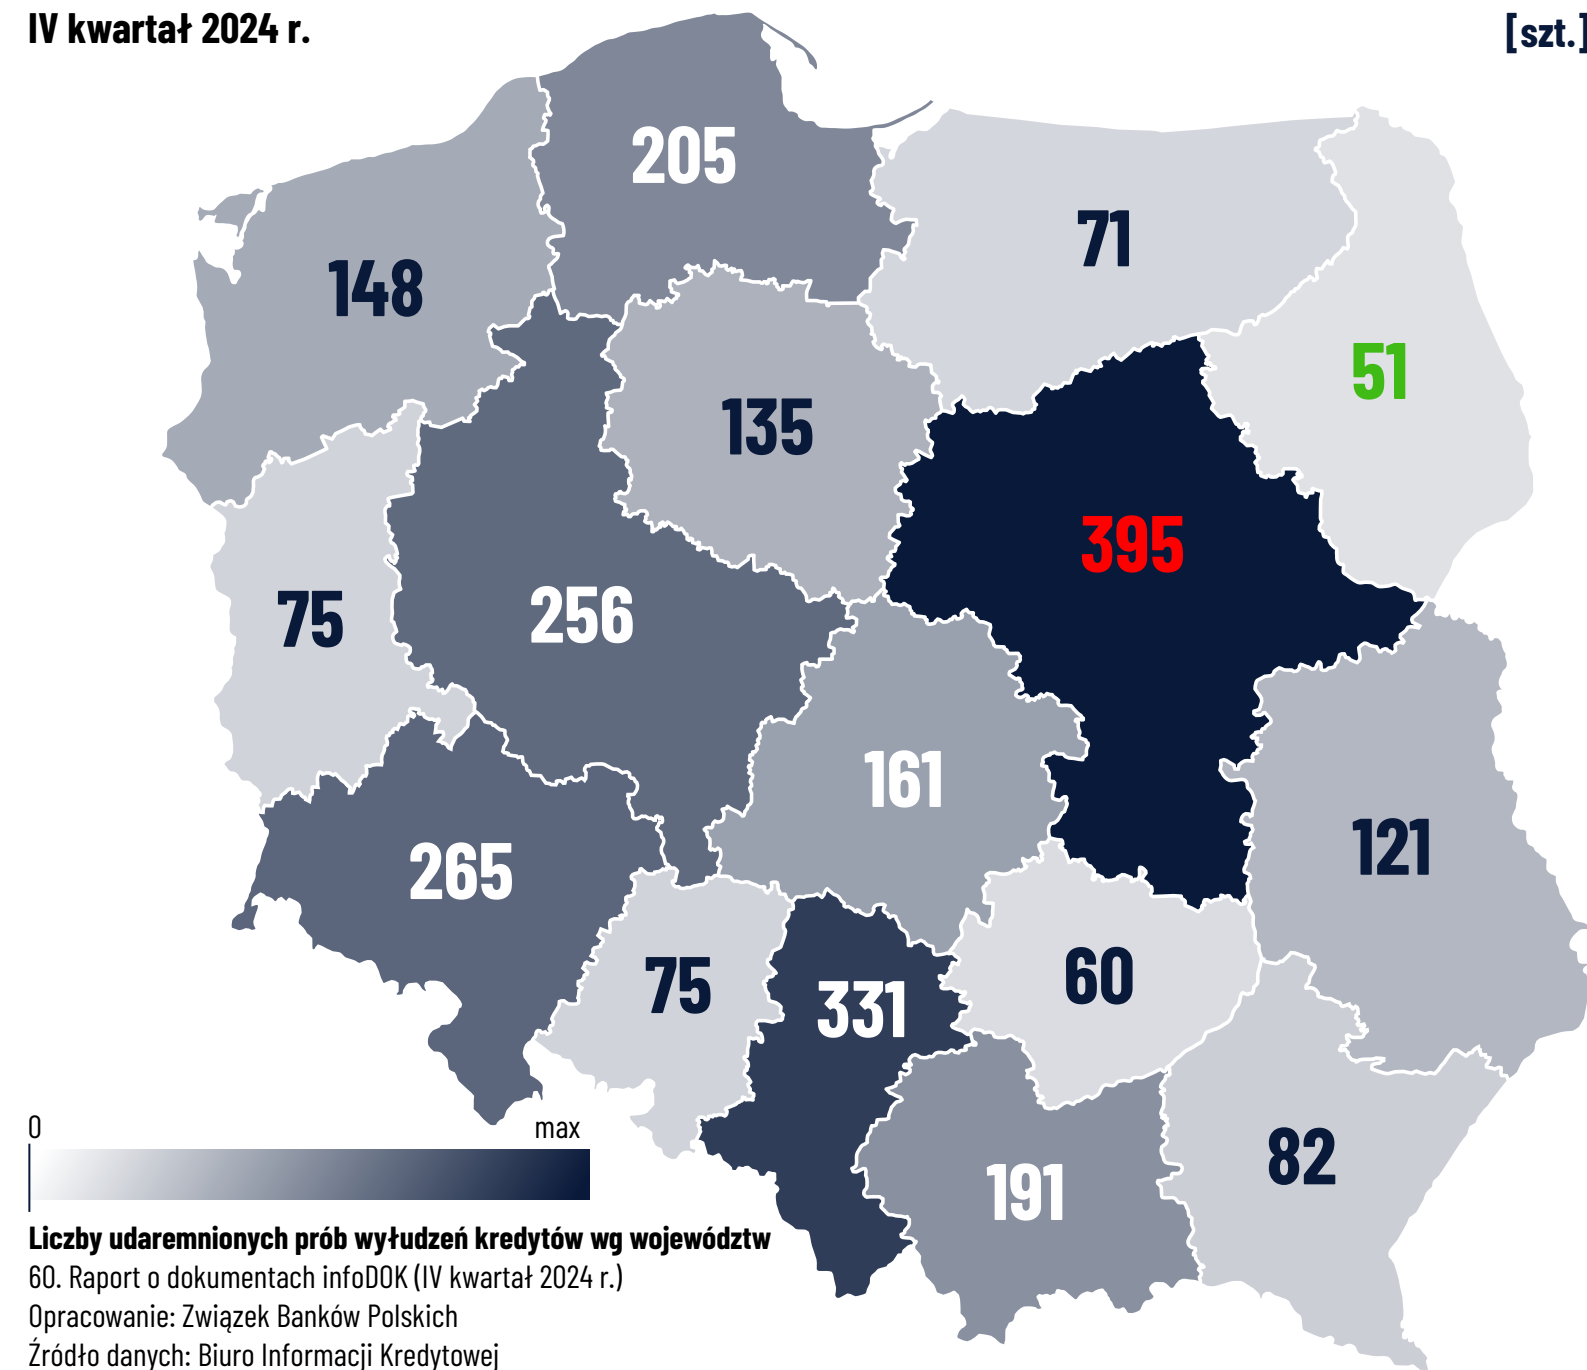 IV kwartał 2024 r.
[szt.]
205
71
148
51
135
395
75
256
161
121
265
75
331
60
82
191
0
max
Liczby udaremnionych prób wyłudzeń kredytów wg województw
60. Raport o dokumentach infoDOK (IV kwartał 2024 r.)
Opracowanie: Związek Banków Polskich
Źródło danych: Biuro Informacji Kredytowej